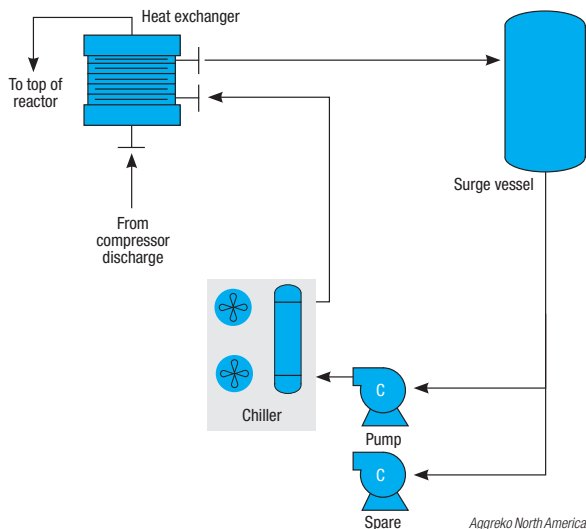 Heat exchanger
To top of
reactor
From
compressor
discharge
Surge vessel
Chiller
C
Pump
C
Spare
Aggreko North America